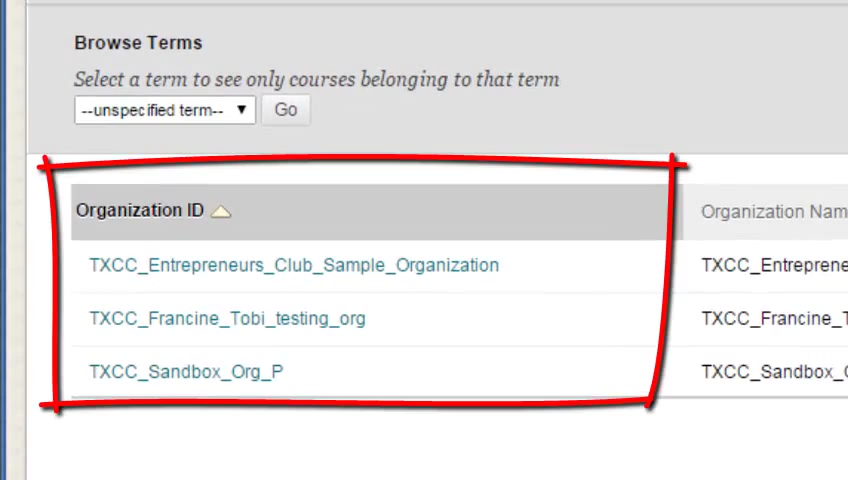 Browse Terms
Select a term to see only courses belonging to that term
--unspecified term-- Go
Organization ID Organization Nam
TXCC_Entrepreneurs_Club_Sample_Organization TXCC_Entreprene
TXCC_Francine_Tobi_testing_org TXCC_Francine_T
TXCC_Sandbox_Org_P TXCC_Sandbox_